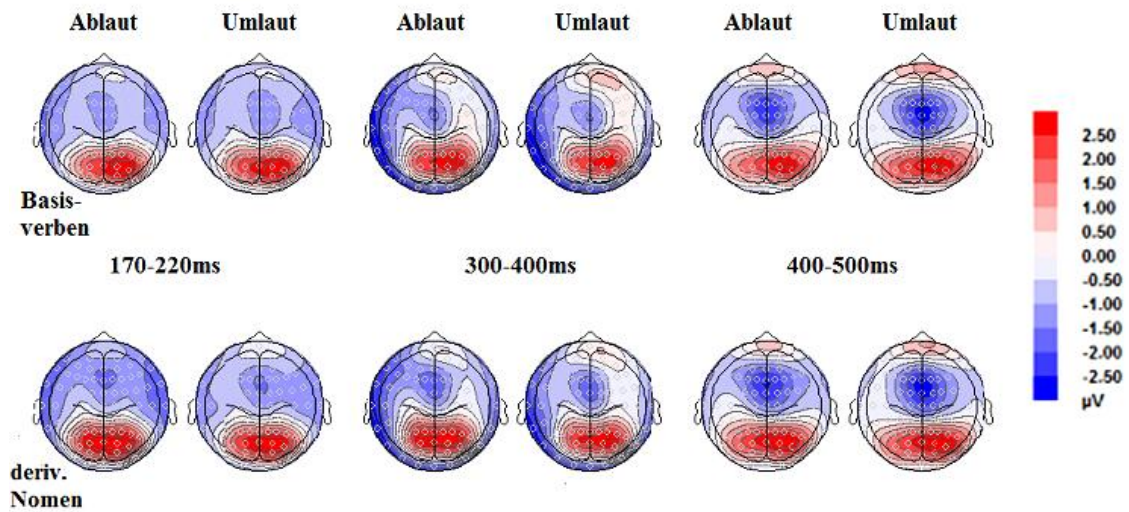 Ablaut Umlaut Ablaut Umlaut Ablaut Umlaut
Basis-
verben
170-220ms 300-400ms 400-500ms
deriv.
Nomen
2.50
2.00
1.50
1.00
0.50
0.00
-0.50
-1.00
-1.50
-2.00
-2.50
µV